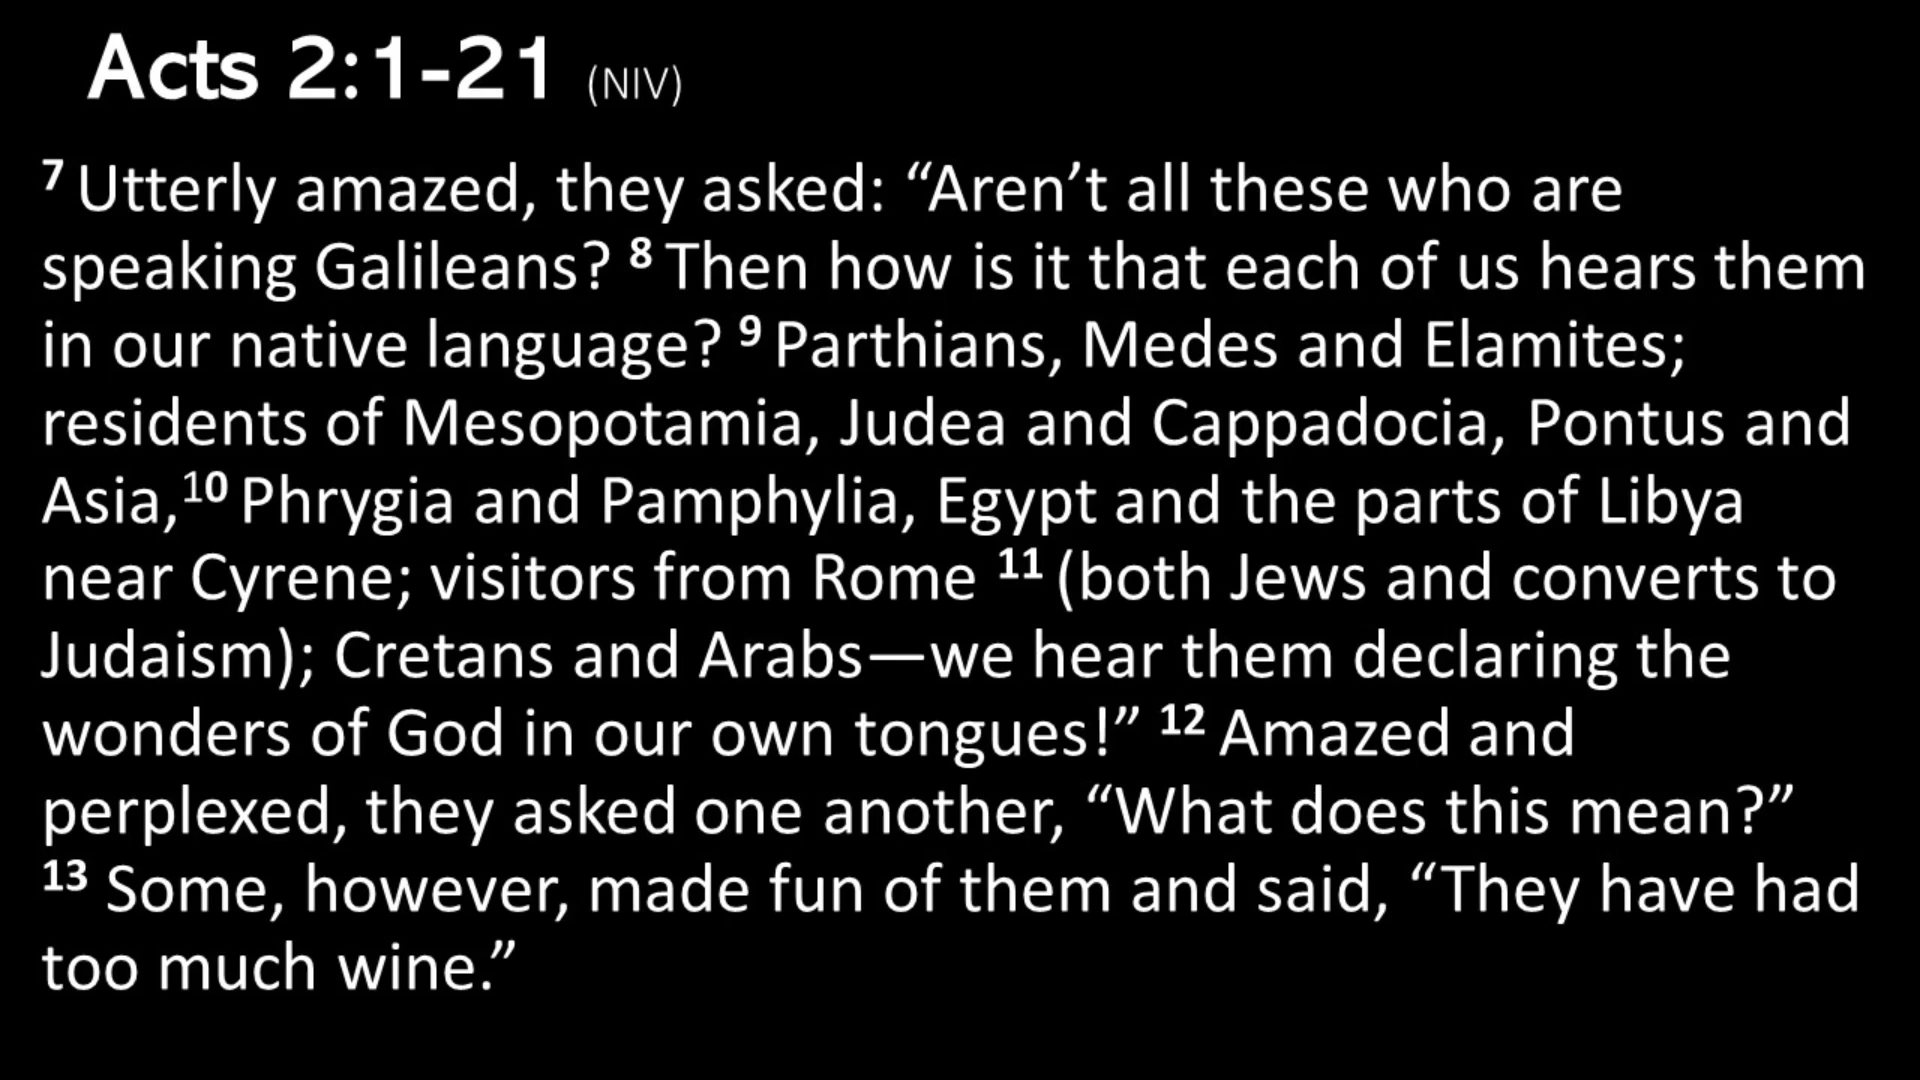 Acts 2:1-21 (NIV)
7 Utterly amazed, they asked: “Aren’t all these who are
speaking Galileans? 8 Then how is it that each of us hears them
in our native language? 9 Parthians, Medes and Elamites;
residents of Mesopotamia, Judea and Cappadocia, Pontus and
Asia,10 Phrygia and Pamphylia, Egypt and the parts of Libya
near Cyrene; visitors from Rome 11 (both Jews and converts to
Judaism); Cretans and Arabs—we hear them declaring the
wonders of God in our own tongues!” 12 Amazed and
perplexed, they asked one another, “What does this mean?”
13 Some, however, made fun of them and said, “They have had
too much wine.”